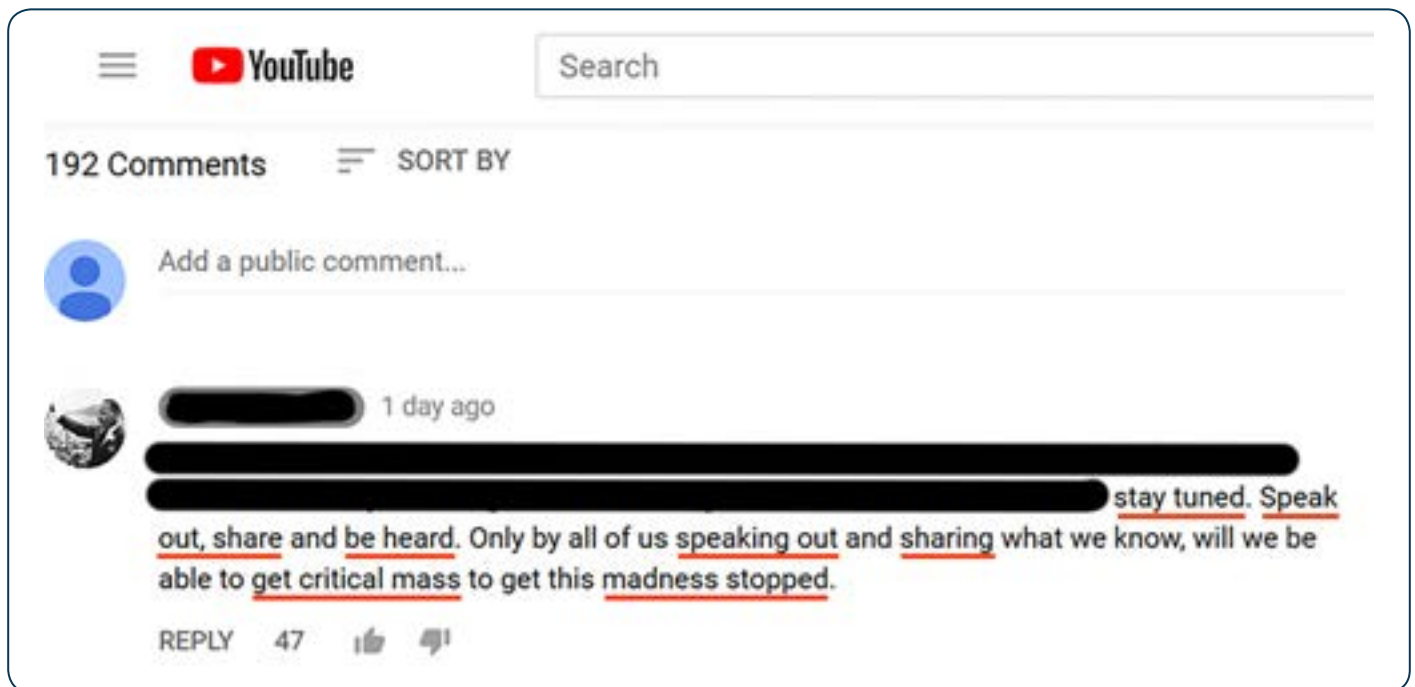 YouTube Search
192 Comments SORT BY
Add a public comment...
1 day ago
stay tuned. Speak
out, share and be heard. Only by all of us speaking out and sharing what we know, will we be
able to get critical mass to get this madness stopped.
REPLY 47